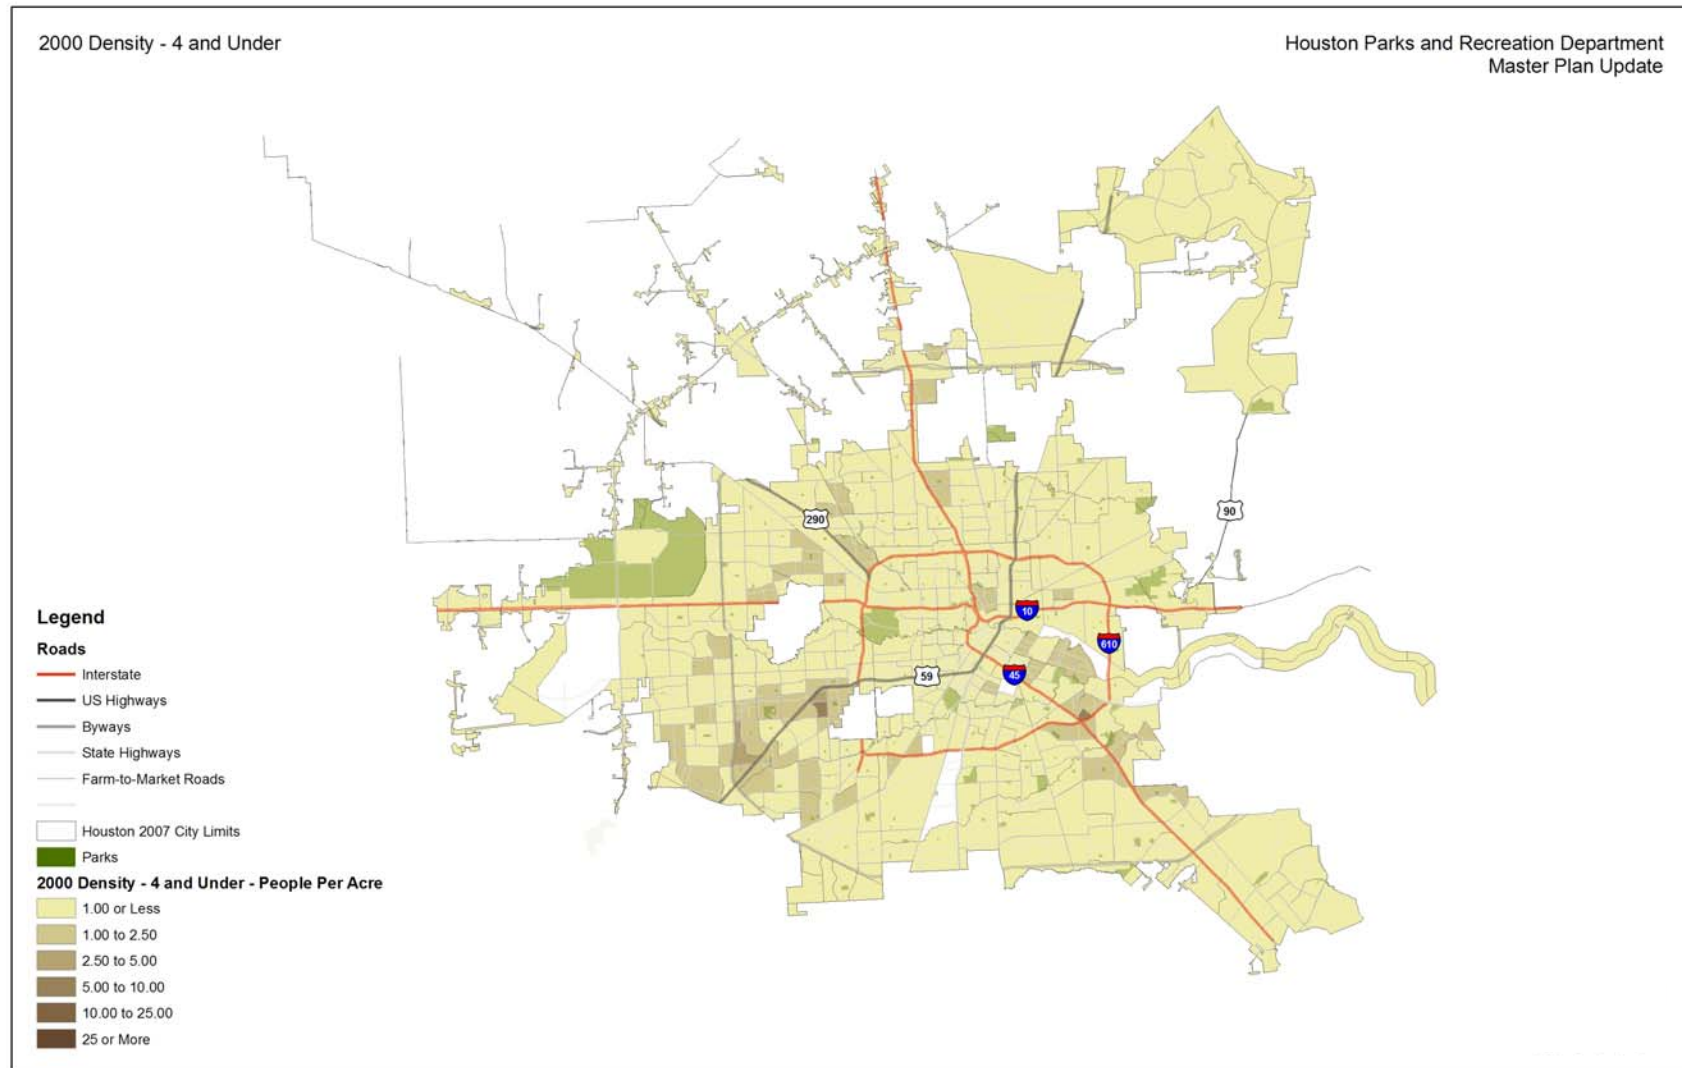 2000 Density - 4 and Under
Houston Parks and Recreation Department
Master Plan Update
290
90
10
610
59
45
Legend
Roads
Interstate
US Highways
Byways
State Highways
Farm-to-Market Roads
Houston 2007 City Limits
Parks
2000 Density - 4 and Under - People Per Acre
1.00 or Less
1.00 to 2.50
2.50 to 5.00
5.00 to 10.00
10.00 to 25.00
25 or More